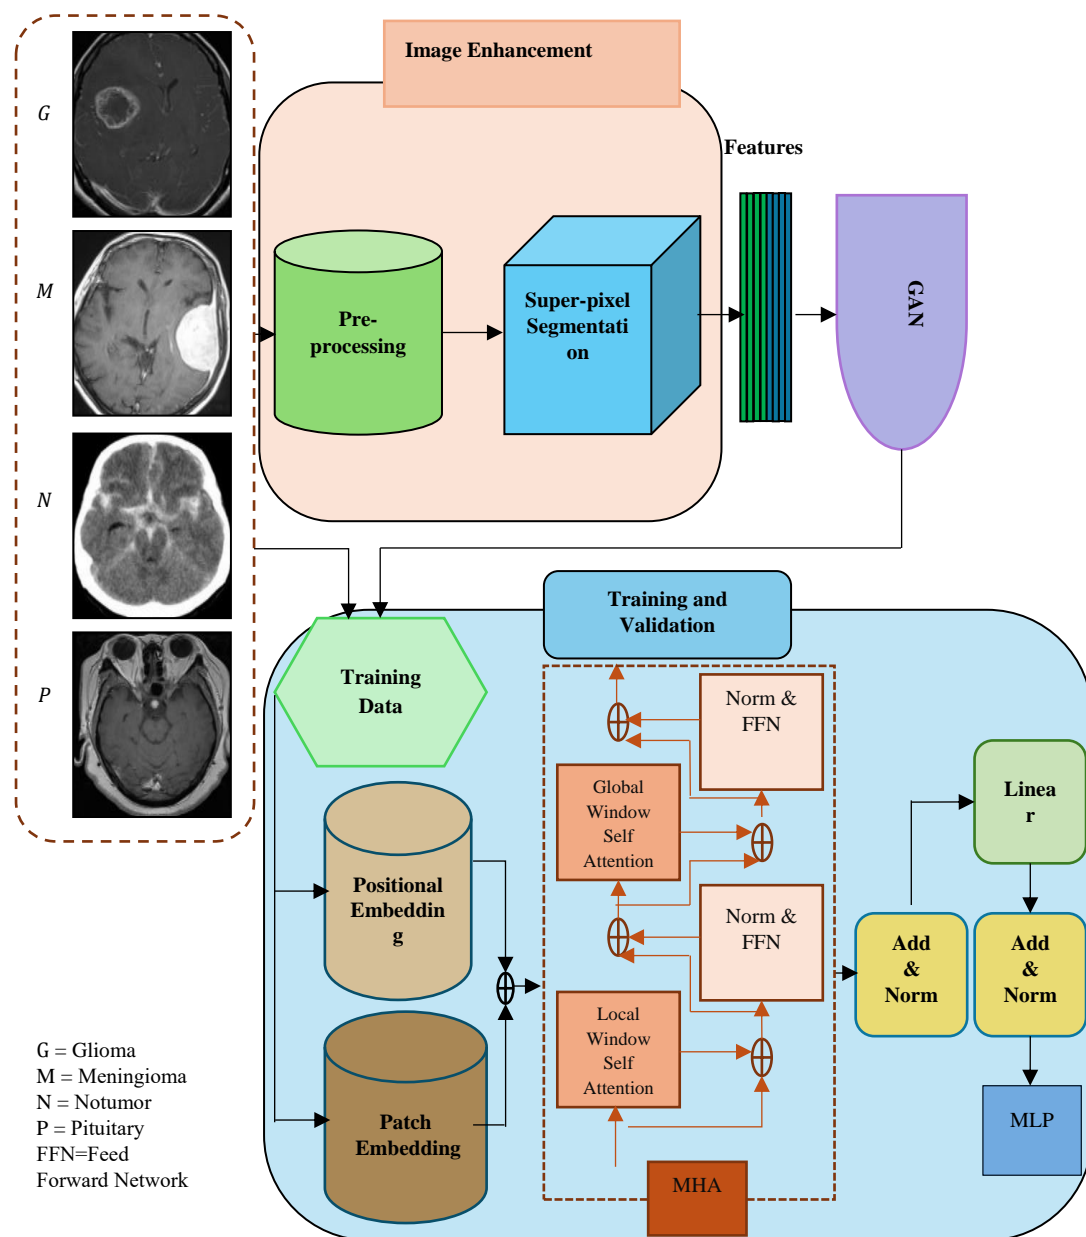 Image Enhancement
G
M
N
P
Features
Pre-
processing
Super-pixel
Segmentati
on
GAN
Training and
Validation
Training
Data
Positional
Embeddin
g
Patch
Embedding
Norm &
FFN
Global
Window
Self
Attention
Norm &
FFN
Local
Window
Self
Attention
MHA
Linea
r
Add
&
Norm
Add
&
Norm
MLP
G = Glioma
M = Meningioma
N = Notumor
P = Pituitary
FFN=Feed
Forward Network